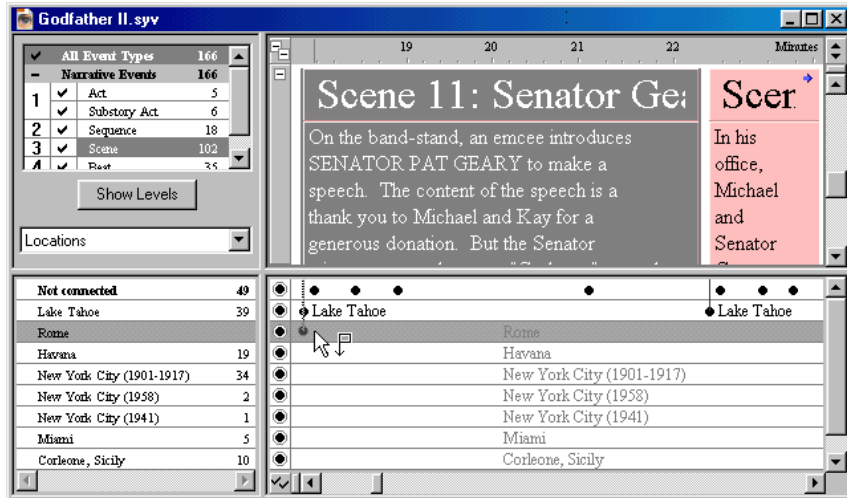 Godfather II.syv
All Event Types 166
Narrative Events 166
1 Act 5
Substory Act 6
2 Sequence 18
3 Scene 102
4 Beat 35
Show Levels
Locations
19 20 21 22 Minutes
Scene 11: Senator Gea
On the band-stand, an emcee introduces
SENATOR PAT GEARY to make a
speech. The content of the speech is a
thank you to Michael and Kay for a
generous donation. But the Senator
Scen
In his
office,
Michael
and
Senator
Not connected 49
Lake Tahoe 39
Rome
Havana 19
New York City (1901-1917) 34
New York City (1958) 2
New York City (1941) 1
Miami 5
Corleone, Sicily 10
Lake Tahoe Lake Tahoe
Rome
Havana
New York City (1901-1917)
New York City (1958)
New York City (1941)
Miami
Corleone, Sicily